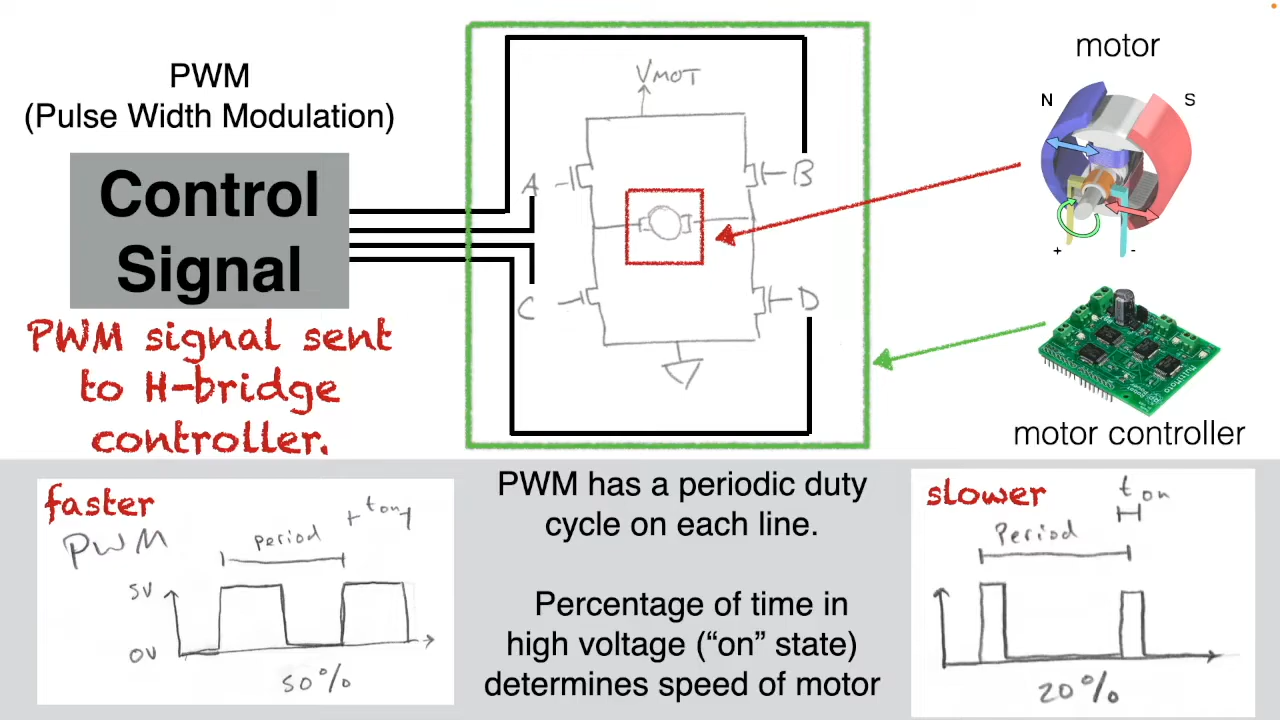 PWM
(Pulse Width Modulation)
Control
Signal
PWM signal sent
to H-bridge
controller.
VMOT
A
B
C
D
motor
N
S
+
-
motor controller
faster
PWM
Period
ton
5V
0V
50%
PWM has a periodic duty
cycle on each line.
Percentage of time in
high voltage (“on” state)
determines speed of motor
slower
ton
Period
20%